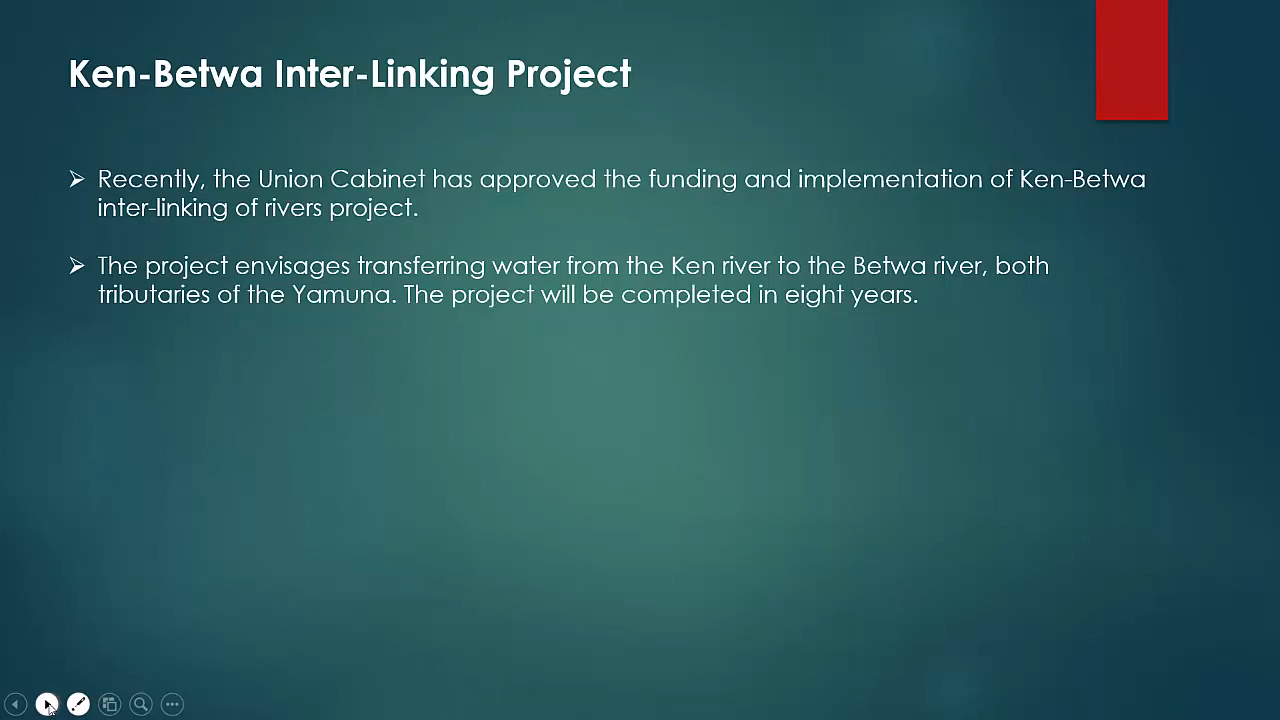 Ken-Betwa Inter-Linking Project
➢ Recently, the Union Cabinet has approved the funding and implementation of Ken-Betwa
inter-linking of rivers project.
➢ The project envisages transferring water from the Ken river to the Betwa river, both
tributaries of the Yamuna. The project will be completed in eight years.